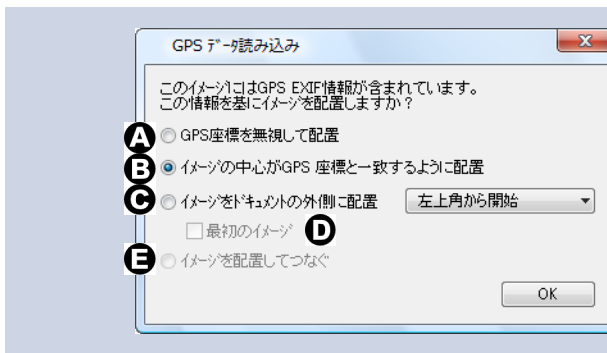 GPS データ読み込み
このイメージにはGPS EXIF情報が含まれています。
この情報を基にイメージを配置しますか？
A GPS座標を無視して配置
B イメージの中心がGPS 座標と一致するように配置
C イメージをドキュメントの外側に配置 左上角から開始
最初のイメージ D
E イメージを配置してつなぐ
OK